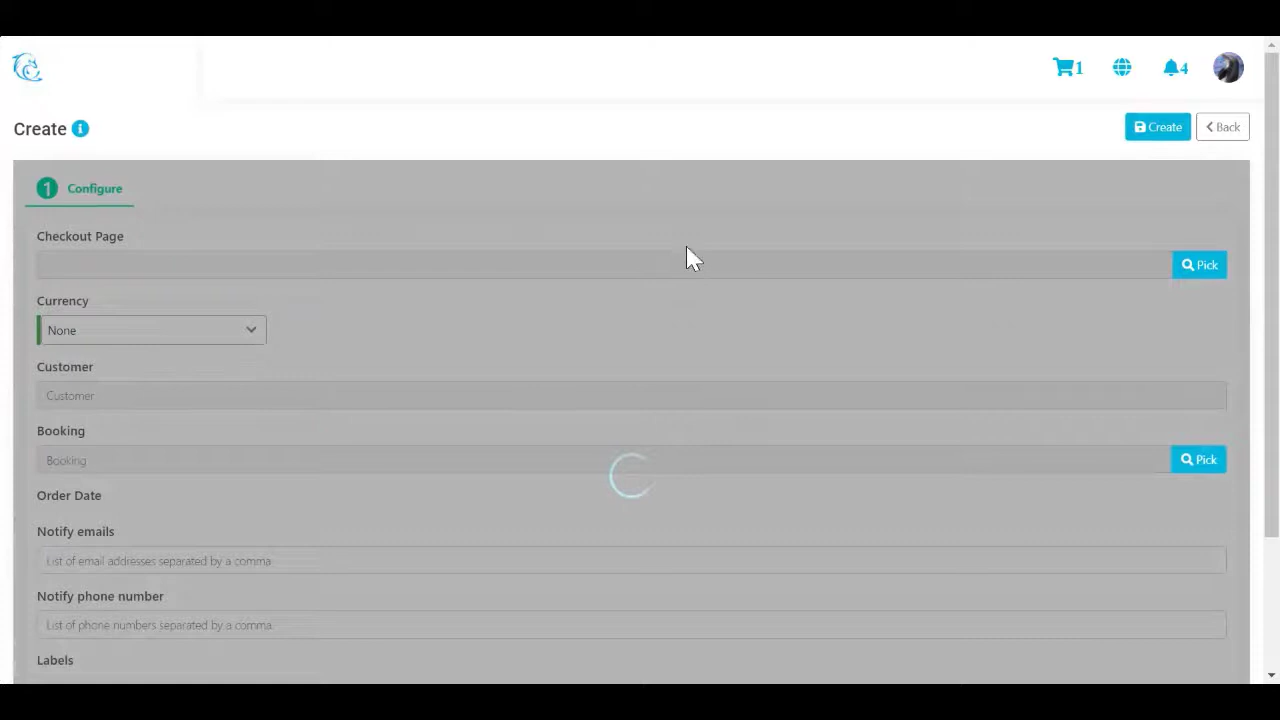 1
4
Create
Create
Back
1 Configure
Checkout Page
Pick
Currency
None
Customer
Customer
Booking
Booking
Pick
Order Date
Notify emails
List of email addresses separated by a comma
Notify phone number
List of phone numbers separated by a comma
Labels